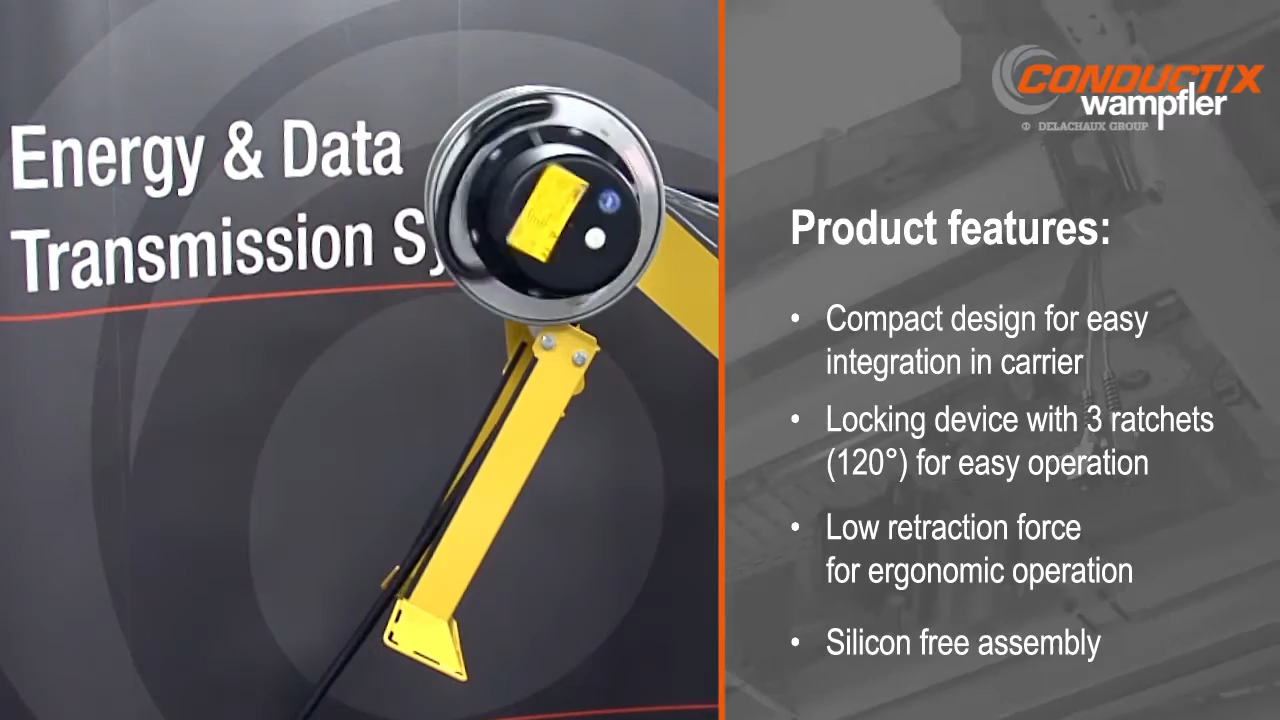 Energy & Data
Transmission Sy
CONDUCTIX
wampfler
DELACHAUX GROUP
Product features:
• Compact design for easy
integration in carrier
• Locking device with 3 ratchets
(120°) for easy operation
• Low retraction force
for ergonomic operation
• Silicon free assembly